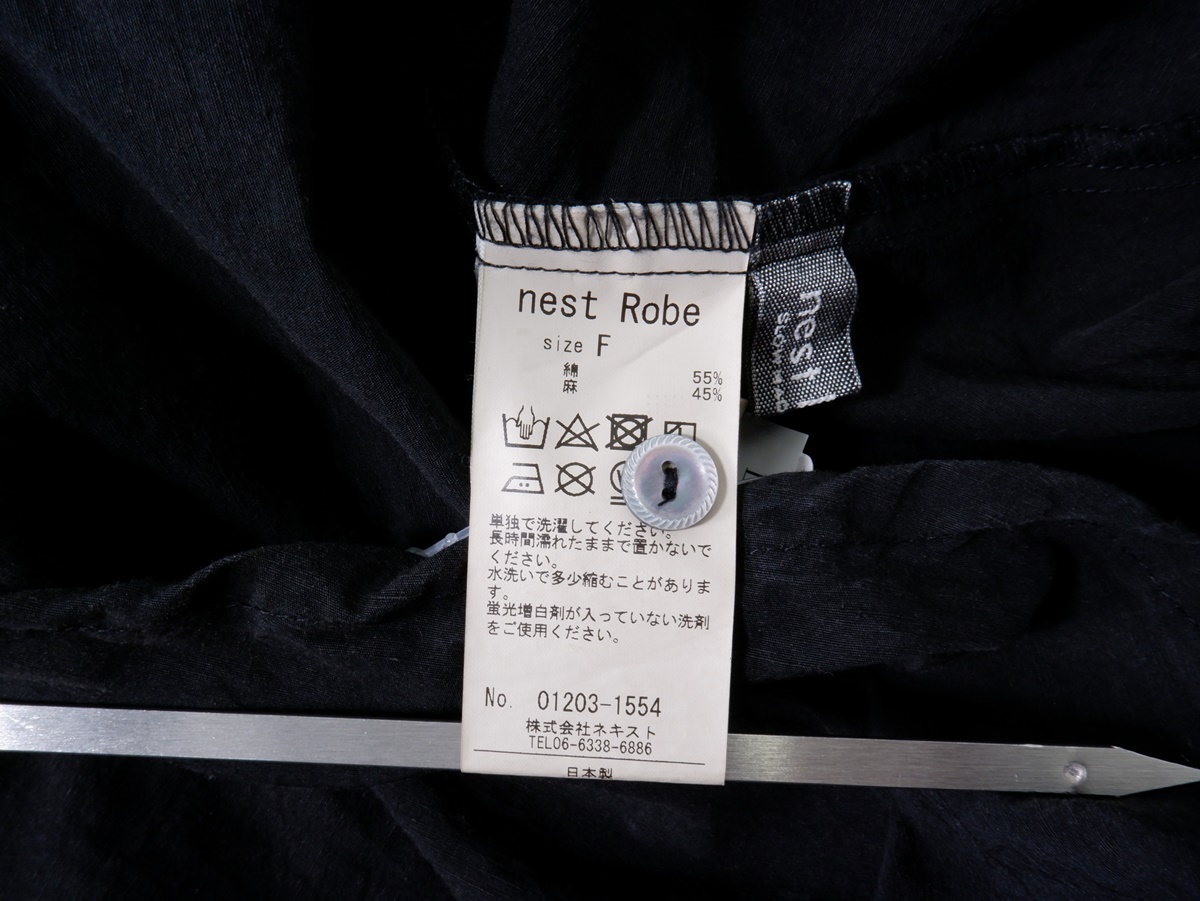 nest Robe
size F
綿 55%
麻 45%
単独で洗濯してください。
長時間濡れたままで置かないで
ください。
水洗いで多少縮むことがありま
す。
蛍光増白剤が入っていない洗剤
をご使用ください。
No. 01203-1554
株式会社ネキスト
TEL06-6338-6886
日本製
nest